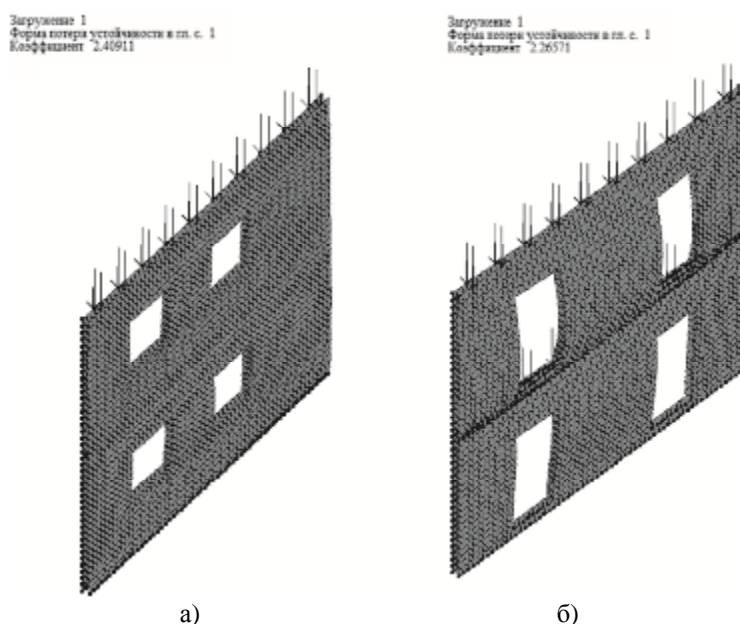 Загружение 1
Форма потери устойчивости в гл. с. 1
Коэффициент 2.40911
Загружение 1
Форма потери устойчивости в гл. с. 1
Коэффициент 2.26571
а)
б)